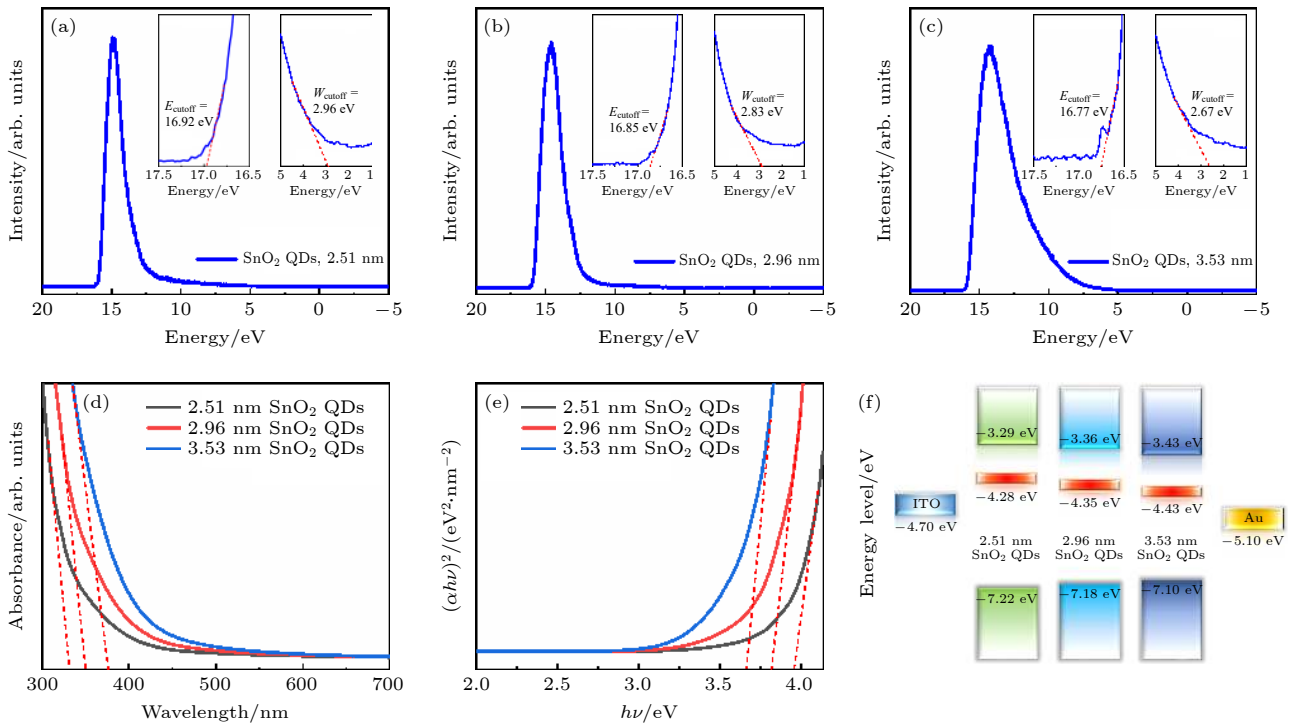 (a)
Intensity/arb. units
E_cutoff =
16.92 eV
17.5 17.0 16.5
Energy/eV
W_cutoff =
2.96 eV
5 4 3 2 1
Energy/eV
SnO₂ QDs, 2.51 nm
20 15 10 5 0 −5
Energy/eV
(b)
Intensity/arb. units
E_cutoff =
16.85 eV
17.5 17.0 16.5
Energy/eV
W_cutoff =
2.83 eV
5 4 3 2 1
Energy/eV
SnO₂ QDs, 2.96 nm
20 15 10 5 0 −5
Energy/eV
(c)
Intensity/arb. units
E_cutoff =
16.77 eV
17.5 17.0 16.5
Energy/eV
W_cutoff =
2.67 eV
5 4 3 2 1
Energy/eV
SnO₂ QDs, 3.53 nm
20 15 10 5 0 −5
Energy/eV
(d)
Absorbance/arb. units
2.51 nm SnO₂ QDs
2.96 nm SnO₂ QDs
3.53 nm SnO₂ QDs
300 400 500 600 700
Wavelength/nm
(e)
(αhν)²/(eV²·nm⁻²)
2.51 nm SnO₂ QDs
2.96 nm SnO₂ QDs
3.53 nm SnO₂ QDs
2.0 2.5 3.0 3.5 4.0
hν/eV
(f)
Energy level/eV
−3.29 eV −3.36 eV −3.43 eV
−4.28 eV −4.35 eV −4.43 eV
ITO
−4.70 eV
Au
−5.10 eV
2.51 nm
SnO₂ QDs
2.96 nm
SnO₂ QDs
3.53 nm
SnO₂ QDs
−7.22 eV −7.18 eV −7.10 eV